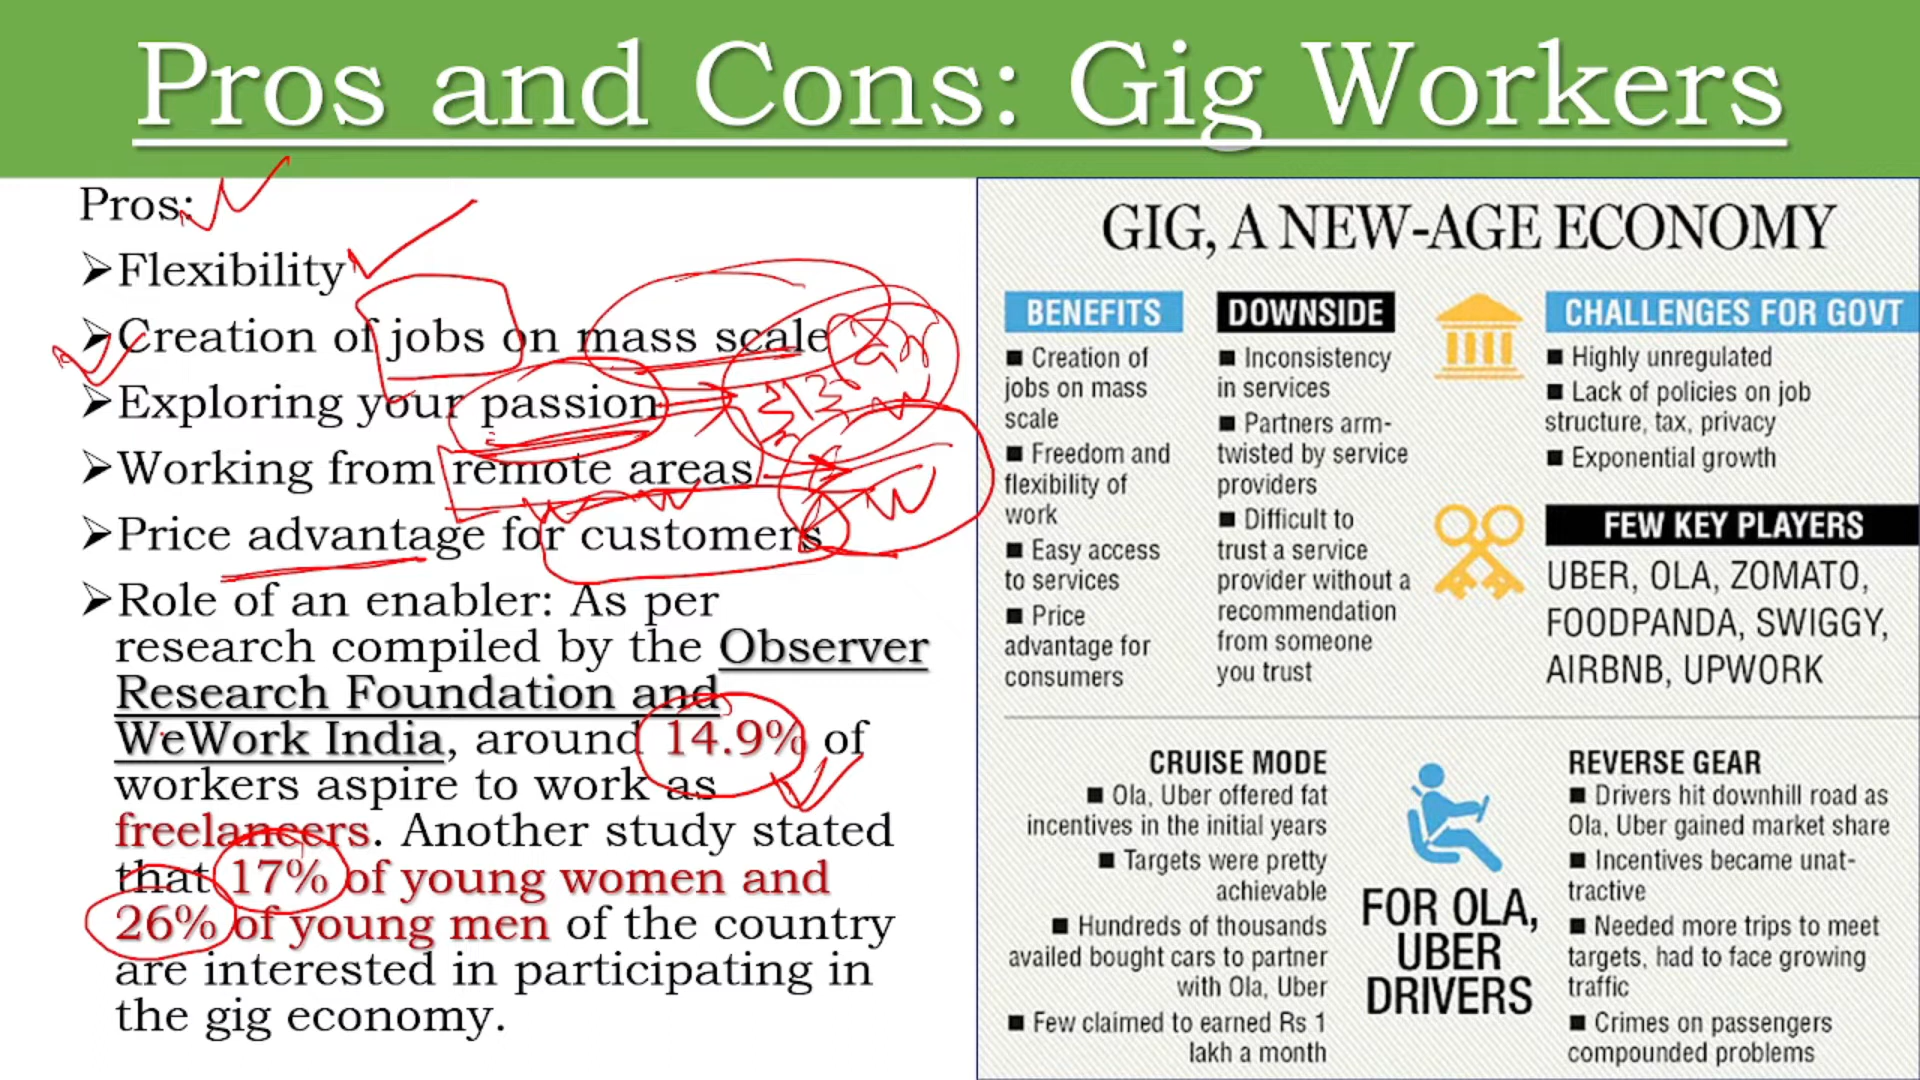 Pros and Cons: Gig Workers
Pros:
➢Flexibility
➢Creation of jobs on mass scale
➢Exploring your passion
➢Working from remote areas
➢Price advantage for customers
➢Role of an enabler: As per
research compiled by the Observer
Research Foundation and
WeWork India, around 14.9% of
workers aspire to work as
freelancers. Another study stated
that 17% of young women and
26% of young men of the country
are interested in participating in
the gig economy.
GIG, A NEW-AGE ECONOMY
BENEFITS
■ Creation of
jobs on mass
scale
■ Freedom and
flexibility of
work
■ Easy access
to services
■ Price
advantage for
consumers
DOWNSIDE
■ Inconsistency
in services
■ Partners arm-
twisted by service
providers
■ Difficult to
trust a service
provider without a
recommendation
from someone
you trust
CHALLENGES FOR GOVT
■ Highly unregulated
■ Lack of policies on job
structure, tax, privacy
■ Exponential growth
FEW KEY PLAYERS
UBER, OLA, ZOMATO,
FOODPANDA, SWIGGY,
AIRBNB, UPWORK
CRUISE MODE
■ Ola, Uber offered fat
incentives in the initial years
■ Targets were pretty
achievable
■ Hundreds of thousands
availed bought cars to partner
with Ola, Uber
■ Few claimed to earned Rs 1
lakh a month
FOR OLA,
UBER
DRIVERS
REVERSE GEAR
■ Drivers hit downhill road as
Ola, Uber gained market share
■ Incentives became unat-
tractive
■ Needed more trips to meet
targets, had to face growing
traffic
■ Crimes on passengers
compounded problems